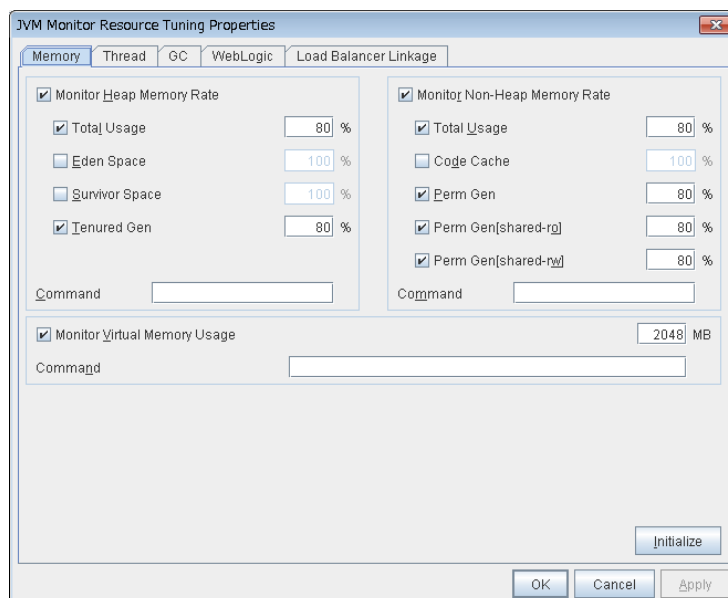 JVM Monitor Resource Tuning Properties
Memory Thread GC WebLogic Load Balancer Linkage
Monitor Heap Memory Rate
Total Usage 80 %
Eden Space 100 %
Survivor Space 100 %
Tenured Gen 80 %
Command
Monitor Non-Heap Memory Rate
Total Usage 80 %
Code Cache 100 %
Perm Gen 80 %
Perm Gen[shared-ro] 80 %
Perm Gen[shared-rw] 80 %
Command
Monitor Virtual Memory Usage 2048 MB
Command
Initialize
OK Cancel Apply